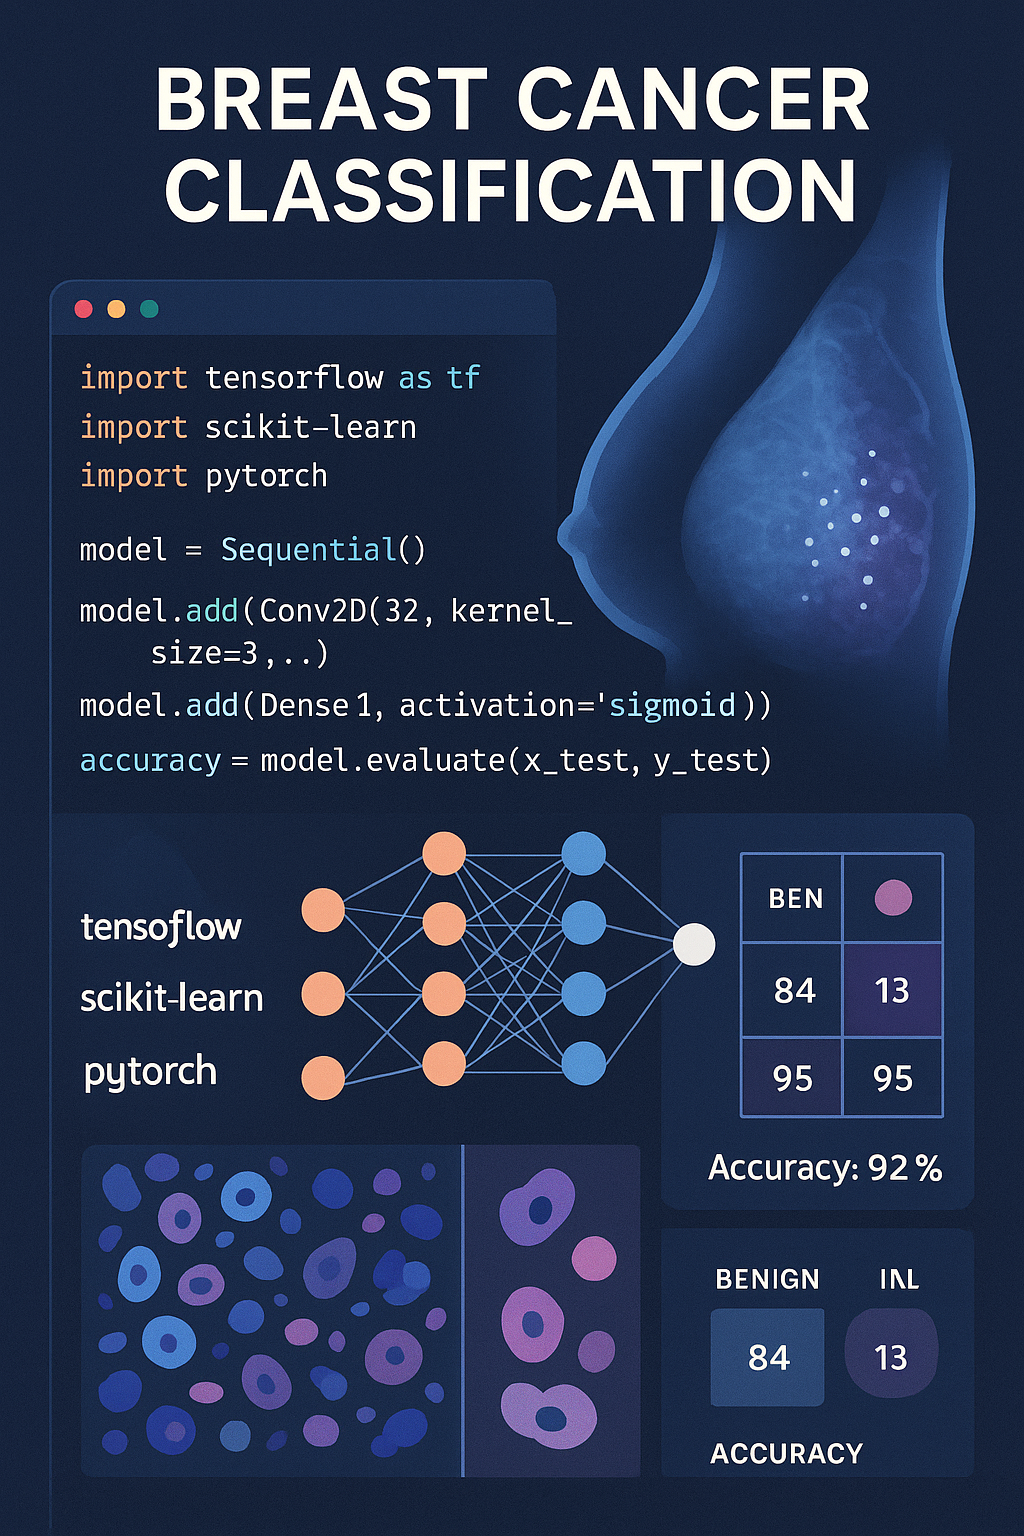 BREAST CANCER
CLASSIFICATION
import tensorflow as tf
import scikit-learn
import pytorch
model = Sequential()
model.add(Conv2D(32, kernel_
size=3,..)
model.add(Dense 1, activation='sigmoid))
accuracy = model.evaluate(x_test, y_test)
tensoflow
scikit-learn
pytorch
BEN
84 13
95 95
Accuracy: 92 %
BENIGN
84 13
ACCURACY